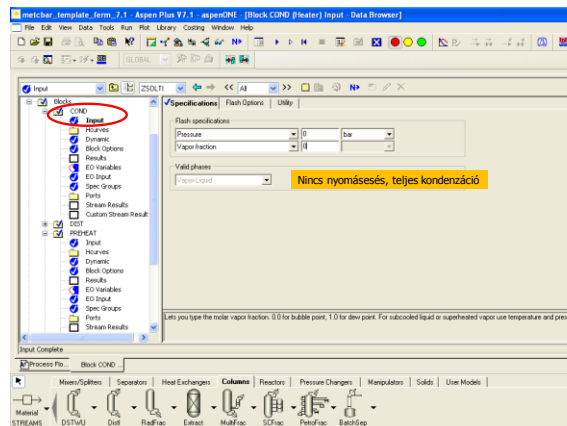 metcbar_template_ferm_7.1 - Aspen Plus V7.1 - aspenONE - [Block COND (Heater) Input - Data Browser]
File Edit View Data Tools Run Plot Library Costing Window Help
GLOBAL
Input ZSOLTI << All >> N>
Blocks
COND
Input
Hcurves
Dynamic
Block Options
Results
EO Variables
EO Input
Spec Groups
Ports
Stream Results
Custom Stream Result
DIST
PREHEAT
Input
Hcurves
Dynamic
Block Options
Results
EO Variables
EO Input
Spec Groups
Ports
Stream Results
Specifications Flash Options Utility
Flash specifications
Pressure 0 bar
Vapor fraction 0
Valid phases
Vapor-Liquid
Nincs nyomásesés, teljes kondenzáció
Lets you type the molar vapor fraction. 0.0 for bubble point, 1.0 for dew point. For subcooled liquid or superheated vapor use temperature and pres
Input Complete
Process Flo... Block COND ...
Mixers/Splitters Separators Heat Exchangers Columns Reactors Pressure Changers Manipulators Solids User Models
Material
STREAMS DSTWU Distl RadFrac Extract MultiFrac SCFrac PetroFrac BatchSep